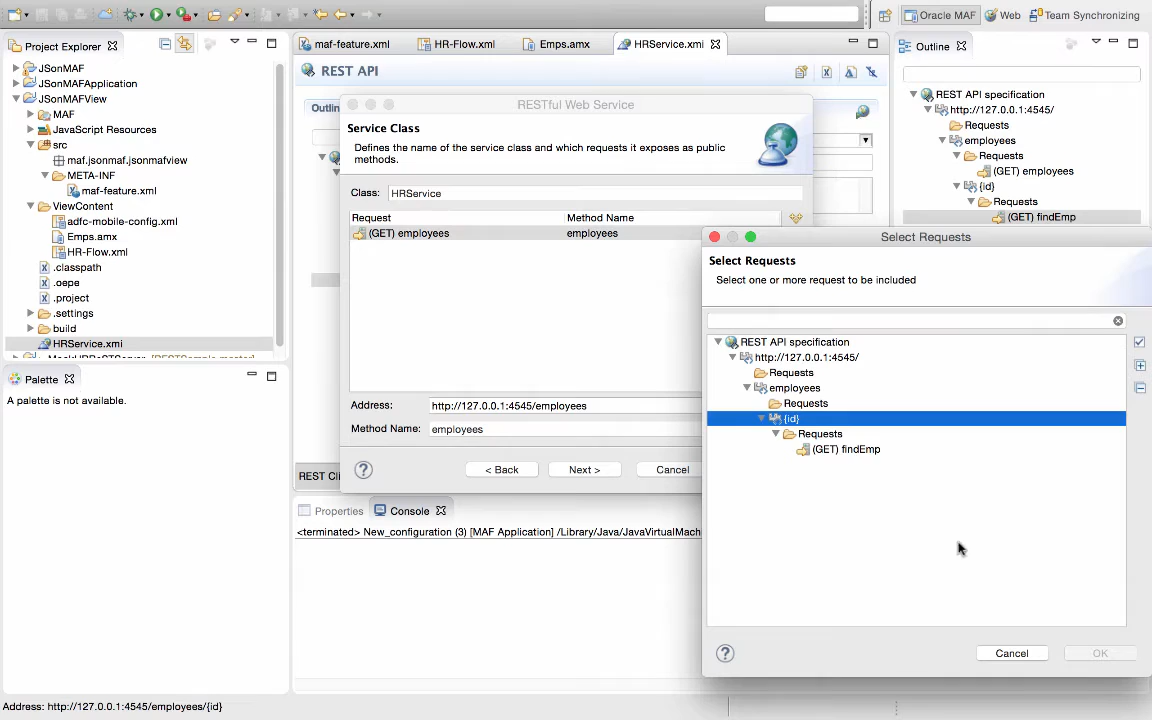 Oracle MAF
Web
Team Synchronizing
Project Explorer
JSonMAF
JSonMAFApplication
JSonMAFView
MAF
JavaScript Resources
src
maf.jsonmaf.jsonmafview
META-INF
maf-feature.xml
ViewContent
adfc-mobile-config.xml
Emps.amx
HR-Flow.xml
.classpath
.oepe
.project
.settings
build
HRService.xmi
Palette
A palette is not available.
maf-feature.xml
HR-Flow.xml
Emps.amx
HRService.xmi
REST API
Outlin
REST Cli
RESTful Web Service
Service Class
Defines the name of the service class and which requests it exposes as public
methods.
Class:
HRService
Request
Method Name
(GET) employees
employees
Address:
http://127.0.0.1:4545/employees
Method Name:
employees
?
< Back
Next >
Cancel
Properties
Console
<terminated> New_configuration (3) [MAF Application] /Library/Java/JavaVirtualMach
Outline
REST API specification
http://127.0.0.1:4545/
Requests
employees
Requests
(GET) employees
{id}
Requests
(GET) findEmp
Select Requests
Select Requests
Select one or more request to be included
REST API specification
http://127.0.0.1:4545/
Requests
employees
Requests
{id}
Requests
(GET) findEmp
?
Cancel
OK
Address: http://127.0.0.1:4545/employees/{id}